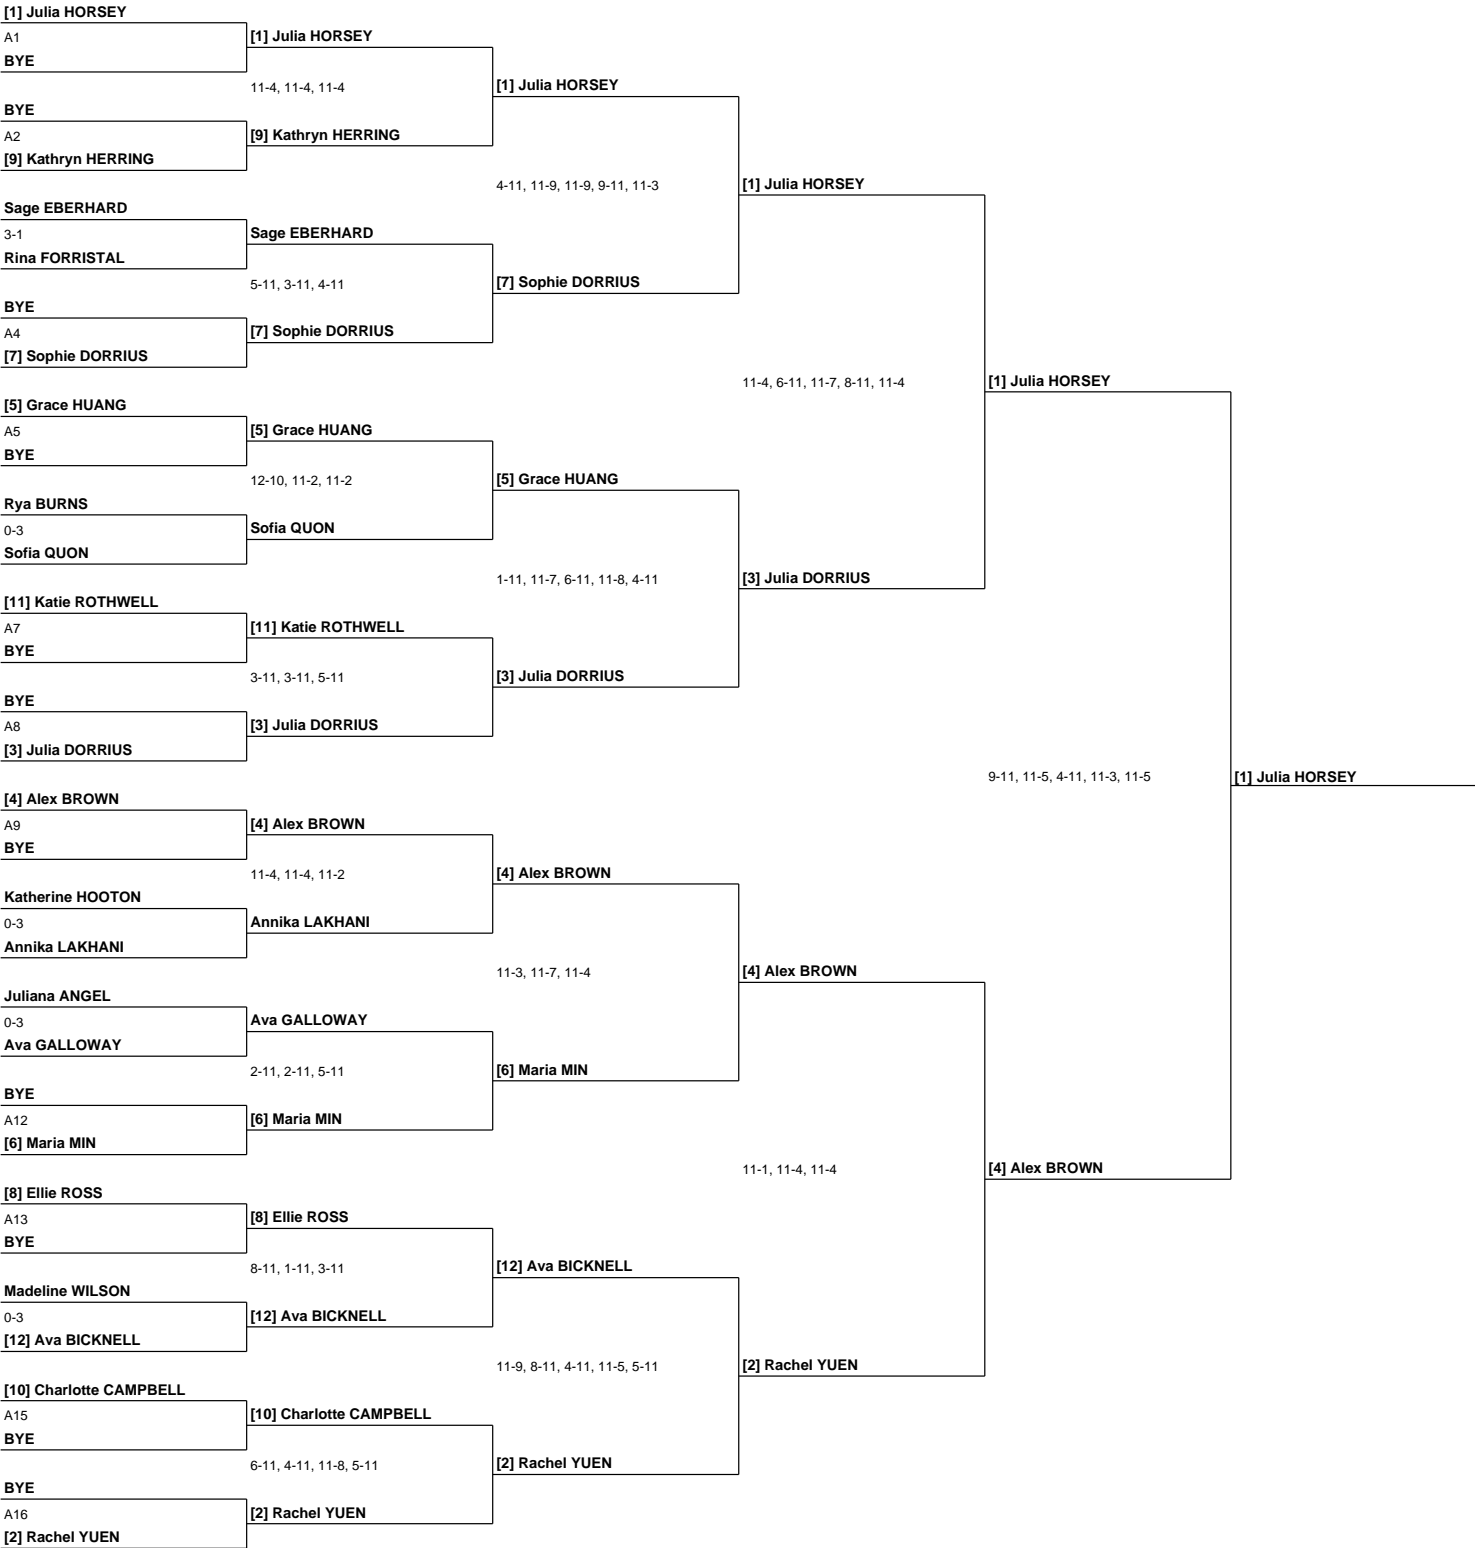 [1] Julia HORSEY
A1
BYE
BYE
A2
[9] Kathryn HERRING
Sage EBERHARD
3-1
Rina FORRISTAL
BYE
A4
[7] Sophie DORRIUS
[5] Grace HUANG
A5
BYE
Rya BURNS
0-3
Sofia QUON
[11] Katie ROTHWELL
A7
BYE
BYE
A8
[3] Julia DORRIUS
[4] Alex BROWN
A9
BYE
Katherine HOOTON
0-3
Annika LAKHANI
Juliana ANGEL
0-3
Ava GALLOWAY
BYE
A12
[6] Maria MIN
[8] Ellie ROSS
A13
BYE
Madeline WILSON
0-3
[12] Ava BICKNELL
[10] Charlotte CAMPBELL
A15
BYE
BYE
A16
[2] Rachel YUEN
[1] Julia HORSEY
11-4, 11-4, 11-4
[9] Kathryn HERRING
Sage EBERHARD
5-11, 3-11, 4-11
[7] Sophie DORRIUS
[5] Grace HUANG
12-10, 11-2, 11-2
Sofia QUON
[11] Katie ROTHWELL
3-11, 3-11, 5-11
[3] Julia DORRIUS
[4] Alex BROWN
11-4, 11-4, 11-2
Annika LAKHANI
Ava GALLOWAY
2-11, 2-11, 5-11
[6] Maria MIN
[8] Ellie ROSS
8-11, 1-11, 3-11
[12] Ava BICKNELL
[10] Charlotte CAMPBELL
6-11, 4-11, 11-8, 5-11
[2] Rachel YUEN
[1] Julia HORSEY
4-11, 11-9, 11-9, 9-11, 11-3
[7] Sophie DORRIUS
[5] Grace HUANG
1-11, 11-7, 6-11, 11-8, 4-11
[3] Julia DORRIUS
[4] Alex BROWN
11-3, 11-7, 11-4
[6] Maria MIN
[12] Ava BICKNELL
11-9, 8-11, 4-11, 11-5, 5-11
[2] Rachel YUEN
[1] Julia HORSEY
11-4, 6-11, 11-7, 8-11, 11-4
[3] Julia DORRIUS
[4] Alex BROWN
11-1, 11-4, 11-4
[2] Rachel YUEN
[1] Julia HORSEY
9-11, 11-5, 4-11, 11-3, 11-5
[4] Alex BROWN
[1] Julia HORSEY